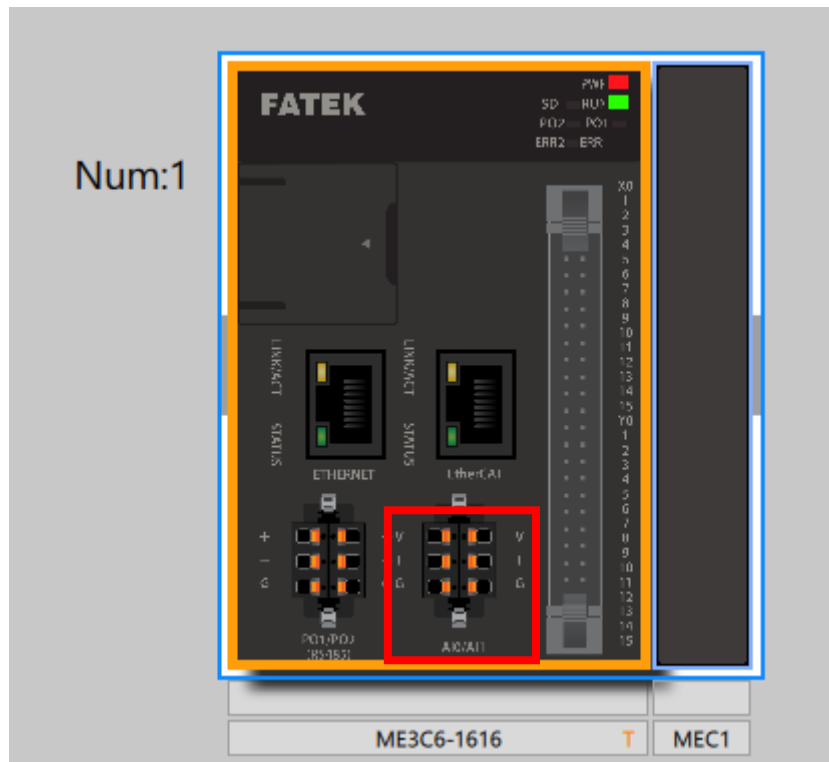 FATEK
PWR
SD RUN
PO2 PO1
ERR2 ERR
Num:1
X0
1
2
3
4
5
6
7
8
9
10
11
12
13
14
15
Y0
1
2
3
4
5
6
7
8
9
10
11
12
13
14
15
LINK/ACT
LINK/ACT
STATUS
STATUS
ETHERNET
EtherCAT
+ V V
− I I
G G G
PO1/PO2
(RS485)
AI0/AI1
ME3C6-1616 T
MEC1